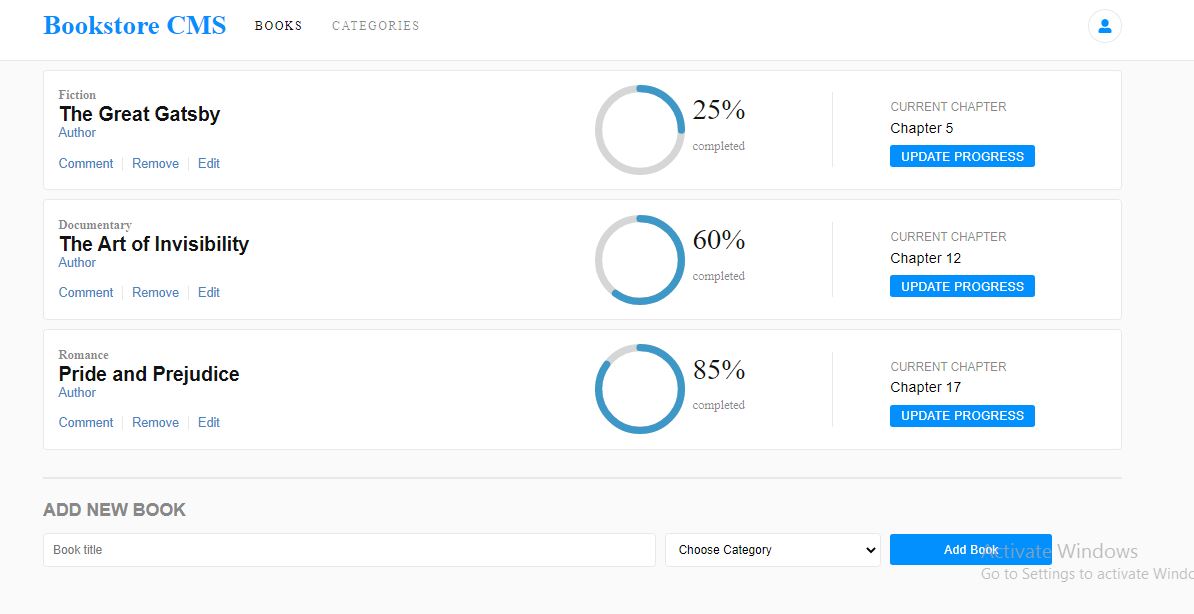 Bookstore CMS BOOKS CATEGORIES
Fiction
The Great Gatsby
Author
Comment Remove Edit
25%
completed
CURRENT CHAPTER
Chapter 5
UPDATE PROGRESS
Documentary
The Art of Invisibility
Author
Comment Remove Edit
60%
completed
CURRENT CHAPTER
Chapter 12
UPDATE PROGRESS
Romance
Pride and Prejudice
Author
Comment Remove Edit
85%
completed
CURRENT CHAPTER
Chapter 17
UPDATE PROGRESS
ADD NEW BOOK
Book title Choose Category Add Book
Activate Windows
Go to Settings to activate